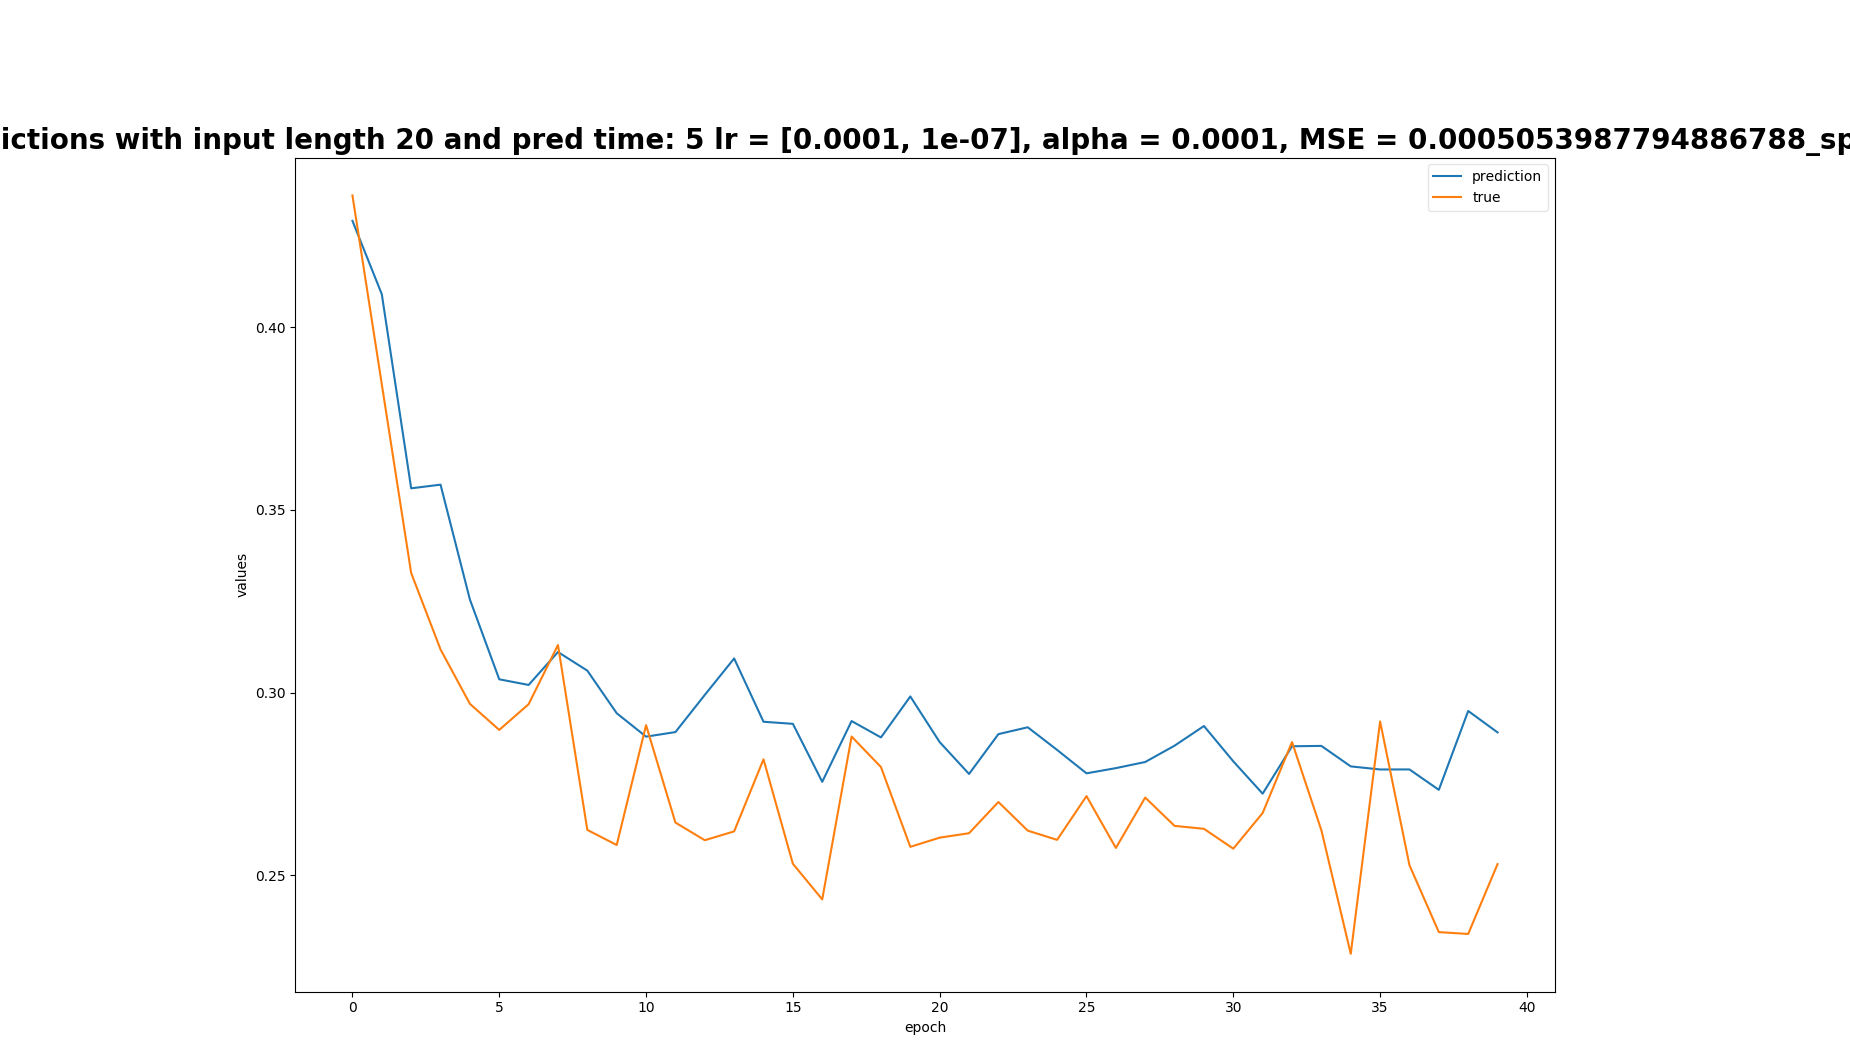 ictions with input length 20 and pred time: 5 lr = [0.0001, 1e-07], alpha = 0.0001, MSE = 0.0005053987794886788_sp
prediction
true
0.40
0.35
0.30
0.25
values
0 5 10 15 20 25 30 35 40
epoch